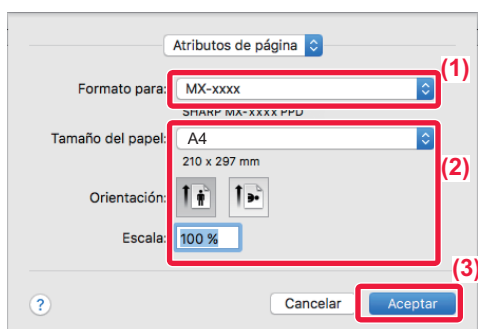 Atributos de página
(1)
Formato para: MX-xxxx
SHARP MX-xxxx PPD
Tamaño del papel: A4
210 x 297 mm
(2)
Orientación:
Escala: 100 %
(3)
? Cancelar Aceptar